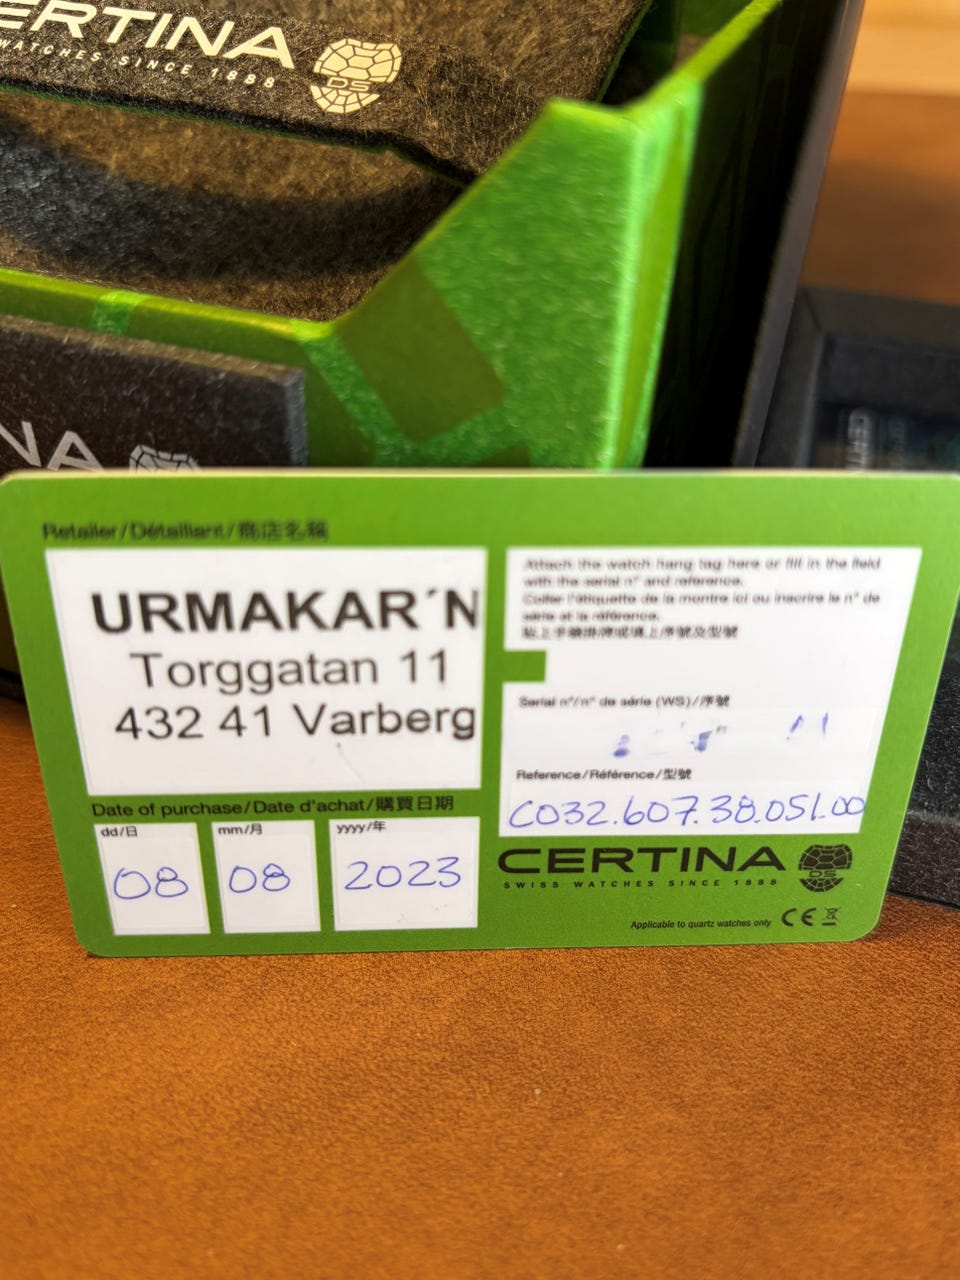 CERTINA
WATCHES SINCE 1888
DS
NA
Retailer/Détaillant/商店名稱
URMAKAR´N
Torggatan 11
432 41 Varberg
Date of purchase/Date d'achat/購買日期
dd/日
mm/月
yyyy/年
08
08
2023
Attach the watch hang tag here or fill in the field
with the serial n° and reference.
Coller l'étiquette de la montre ici ou inscrire le n° de
série et la référence.
貼上手錶掛牌或填上序號及型號
Serial n°/n° de série (WS)/序號
Reference/Référence/型號
C032.607.38.051.00
CERTINA
DS
SWISS WATCHES SINCE 1888
Applicable to quartz watches only CE